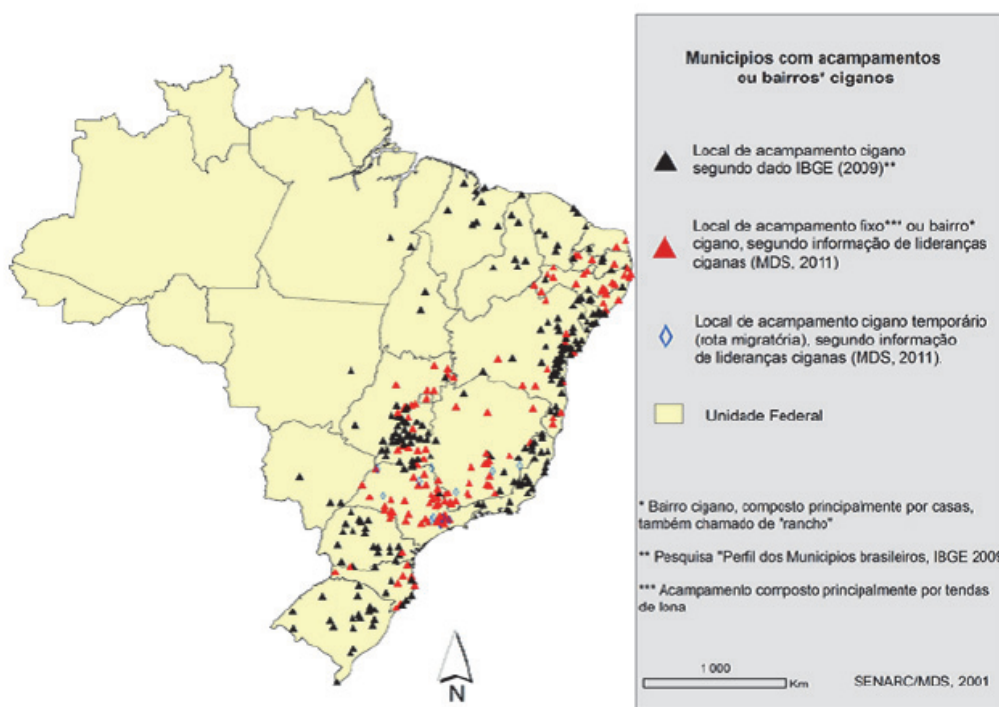 Municipios com acampamentos
ou bairros* ciganos
Local de acampamento cigano
segundo dado IBGE (2009)**
Local de acampamento fixo*** ou bairro*
cigano, segundo informação de lideranças
ciganas (MDS, 2011)
Local de acampamento cigano temporário
(rota migratória), segundo informação
de lideranças ciganas (MDS, 2011).
Unidade Federal
* Bairro cigano, composto principalmente por casas,
também chamado de "rancho"
** Pesquisa "Perfil dos Municipios brasileiros, IBGE 2009
*** Acampamento composto principalmente por tendas
de lona
1 000
Km
SENARC/MDS, 2001
N